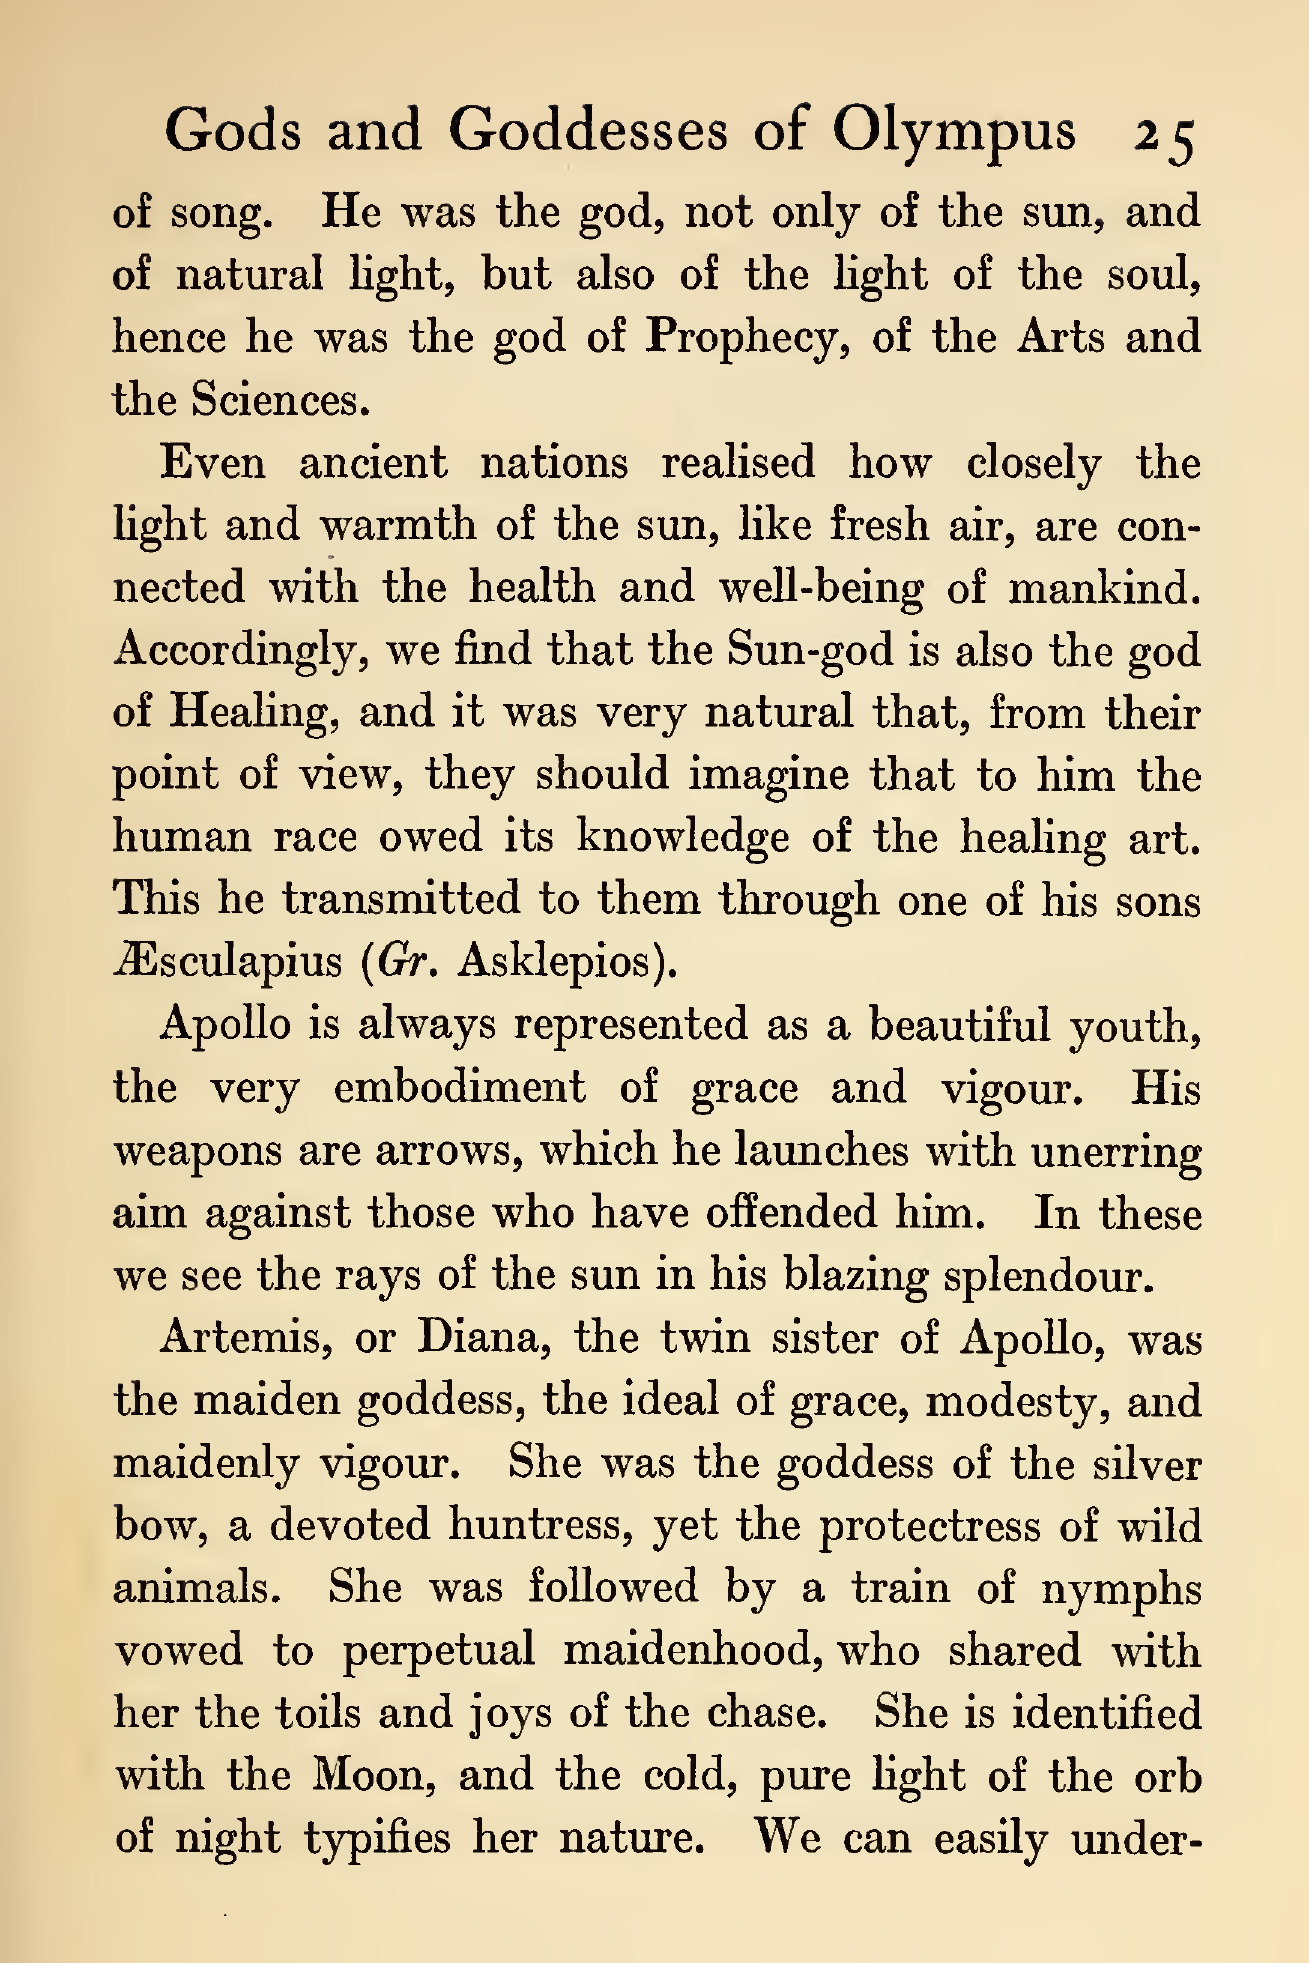 Gods and Goddesses of Olympus 25
of song. He was the god, not only of the sun, and
of natural light, but also of the light of the soul,
hence he was the god of Prophecy, of the Arts and
the Sciences.
Even ancient nations realised how closely the
light and warmth of the sun, like fresh air, are con-
nected with the health and well-being of mankind.
Accordingly, we find that the Sun-god is also the god
of Healing, and it was very natural that, from their
point of view, they should imagine that to him the
human race owed its knowledge of the healing art.
This he transmitted to them through one of his sons
Æsculapius (Gr. Asklepios).
Apollo is always represented as a beautiful youth,
the very embodiment of grace and vigour. His
weapons are arrows, which he launches with unerring
aim against those who have offended him. In these
we see the rays of the sun in his blazing splendour.
Artemis, or Diana, the twin sister of Apollo, was
the maiden goddess, the ideal of grace, modesty, and
maidenly vigour. She was the goddess of the silver
bow, a devoted huntress, yet the protectress of wild
animals. She was followed by a train of nymphs
vowed to perpetual maidenhood, who shared with
her the toils and joys of the chase. She is identified
with the Moon, and the cold, pure light of the orb
of night typifies her nature. We can easily under-